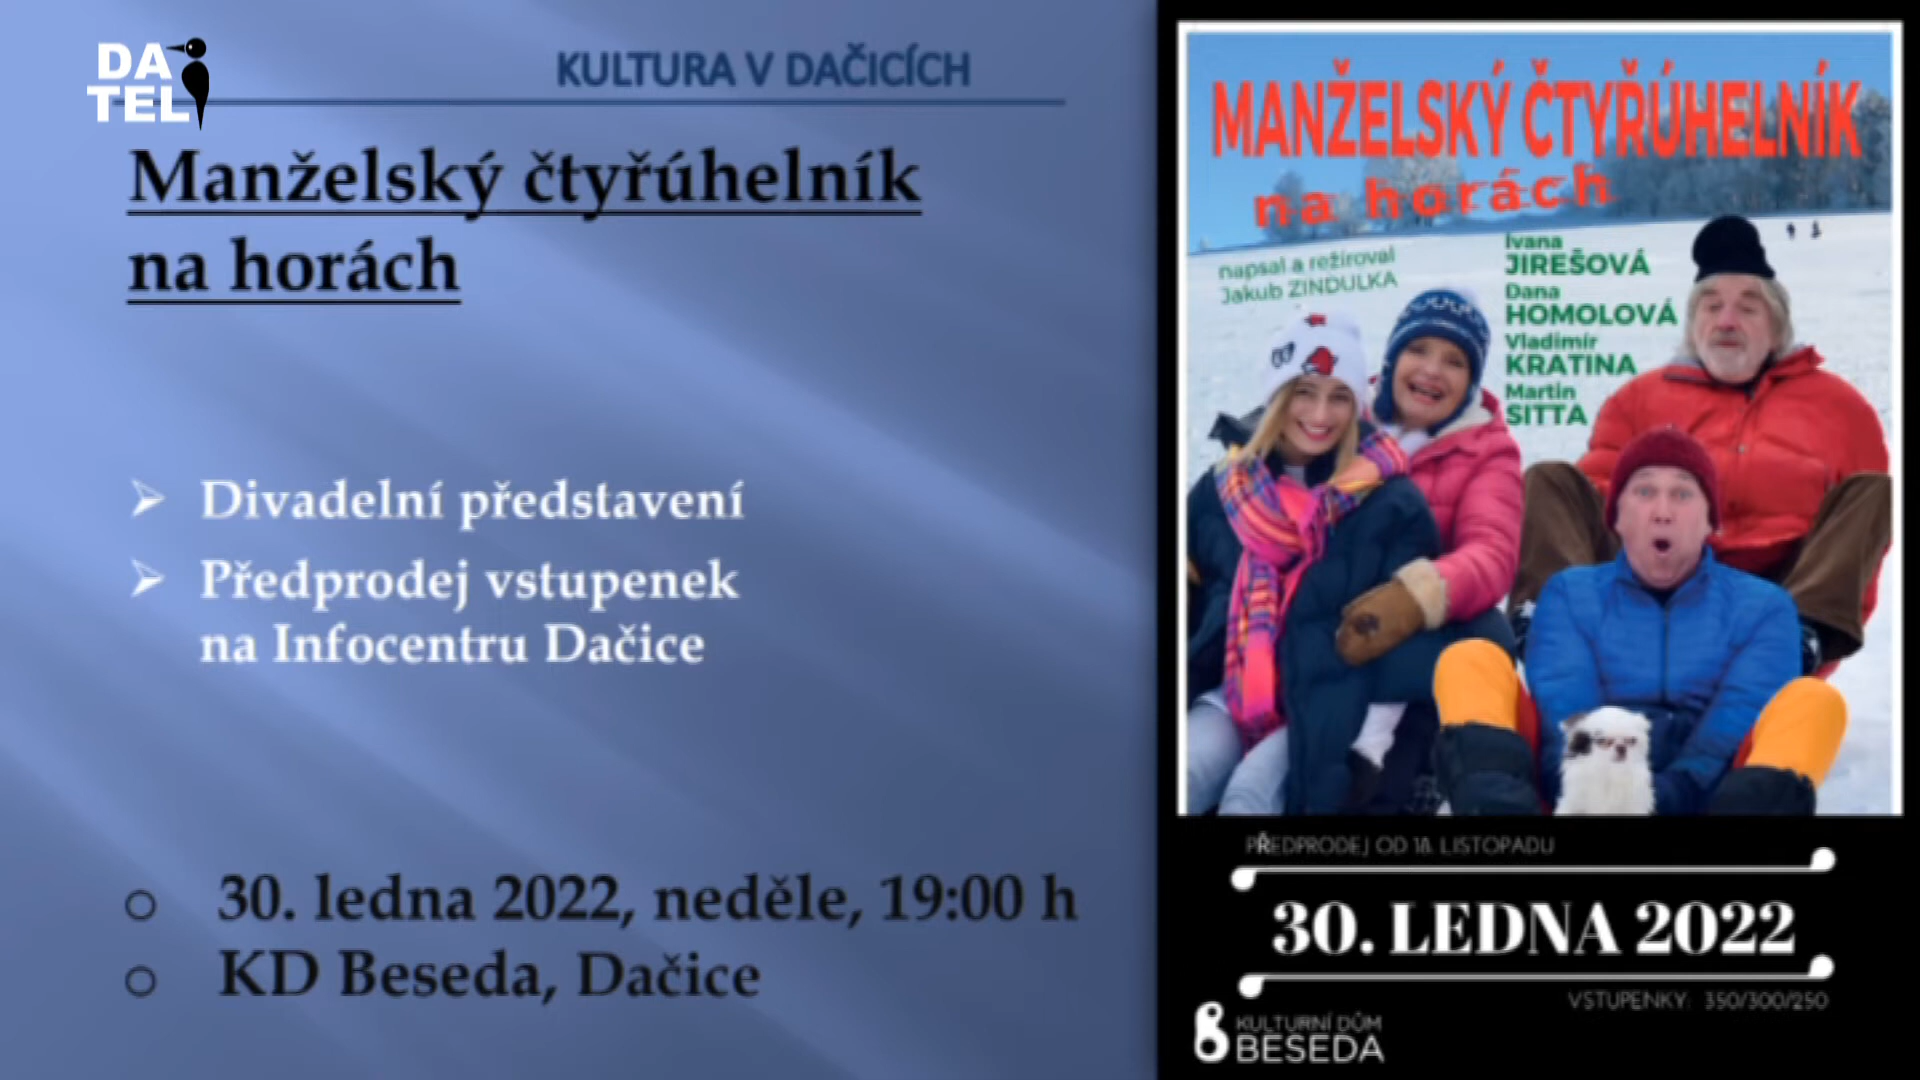 DA
TEL
KULTURA V DAČICÍCH
Manželský čtyřúhelník
na horách
Divadelní představení
Předprodej vstupenek
na Infocentru Dačice
30. ledna 2022, neděle, 19:00 h
KD Beseda, Dačice
MANŽELSKÝ ČTYŘÚHELNÍK
na horách
napsal a režíroval
Jakub ZINDULKA
Ivana
JIREŠOVÁ
Dana
HOMOLOVÁ
Vladimír
KRATINA
Martin
SITTA
PŘEDPRODEJ OD 18. LISTOPADU
30. LEDNA 2022
VSTUPENKY: 350/300/250
KULTURNÍ DŮM
BESEDA